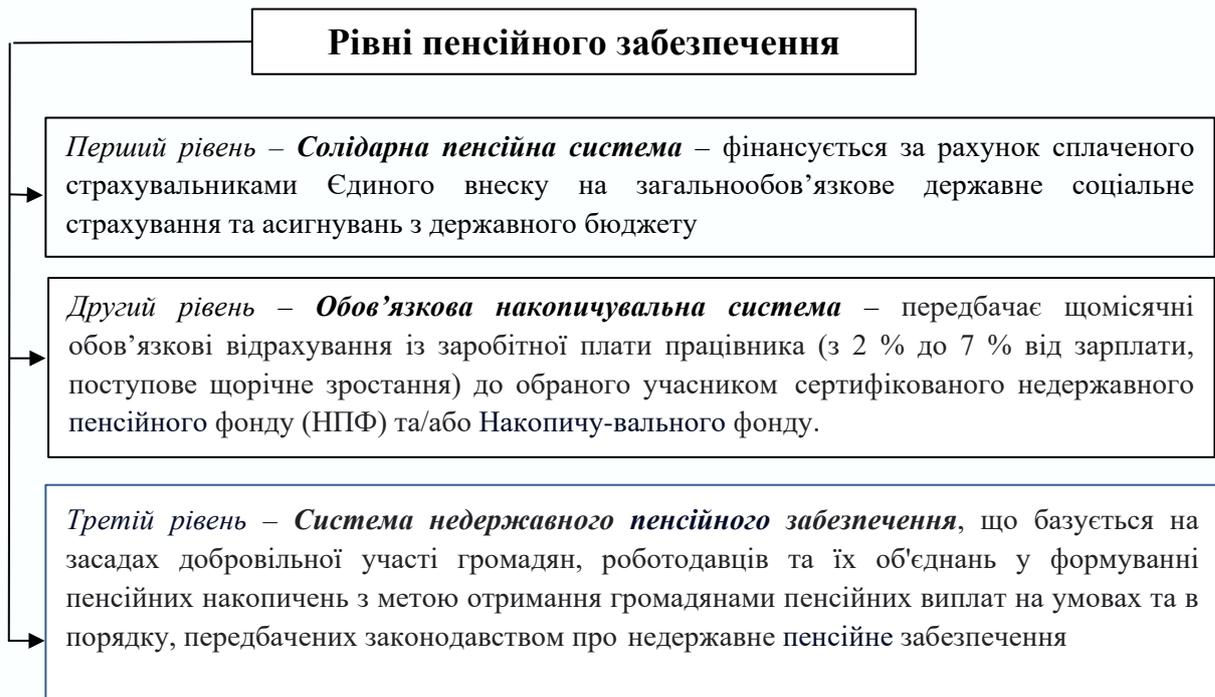 Рівні пенсійного забезпечення
Перший рівень – Солідарна пенсійна система – фінансується за рахунок сплаченого
страхувальниками Єдиного внеску на загальнообов’язкове державне соціальне
страхування та асигнувань з державного бюджету
Другий рівень – Обов’язкова накопичувальна система – передбачає щомісячні
обов’язкові відрахування із заробітної плати працівника (з 2 % до 7 % від зарплати,
поступове щорічне зростання) до обраного учасником сертифікованого недержавного
пенсійного фонду (НПФ) та/або Накопичу-вального фонду.
Третій рівень – Система недержавного пенсійного забезпечення, що базується на
засадах добровільної участі громадян, роботодавців та їх об'єднань у формуванні
пенсійних накопичень з метою отримання громадянами пенсійних виплат на умовах та в
порядку, передбачених законодавством про недержавне пенсійне забезпечення